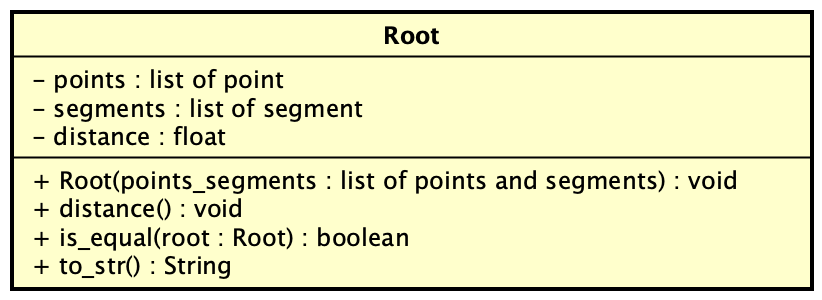 Root
– points : list of point
– segments : list of segment
– distance : float
+ Root(points_segments : list of points and segments) : void
+ distance() : void
+ is_equal(root : Root) : boolean
+ to_str() : String